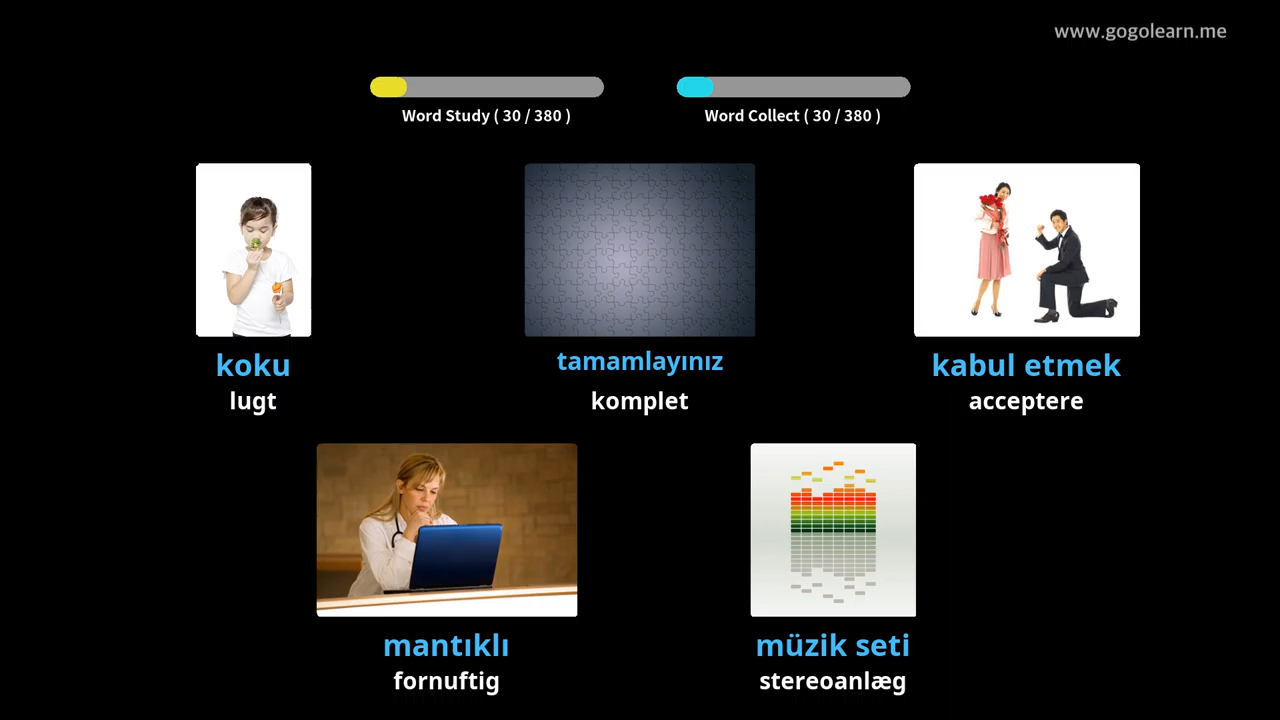 www.gogolearn.me
Word Study ( 30 / 380 )
Word Collect ( 30 / 380 )
koku
lugt
tamamlayınız
komplet
kabul etmek
acceptere
mantıklı
fornuftig
müzik seti
stereoanlæg